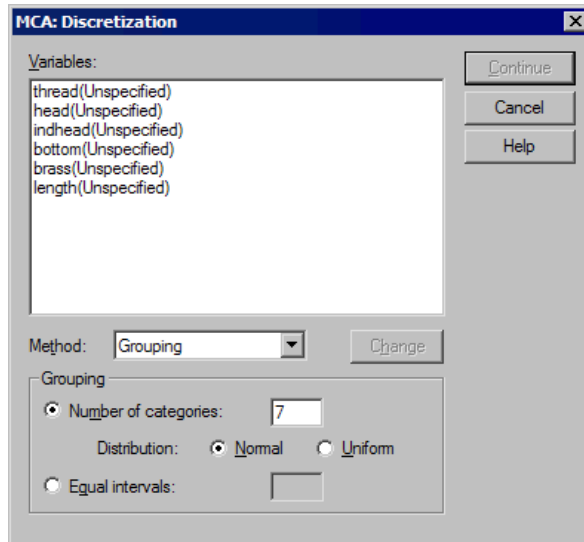 MCA: Discretization
Variables:
thread(Unspecified)
head(Unspecified)
indhead(Unspecified)
bottom(Unspecified)
brass(Unspecified)
length(Unspecified)
Continue
Cancel
Help
Method: Grouping Change
Grouping
Number of categories: 7
Distribution: Normal Uniform
Equal intervals: